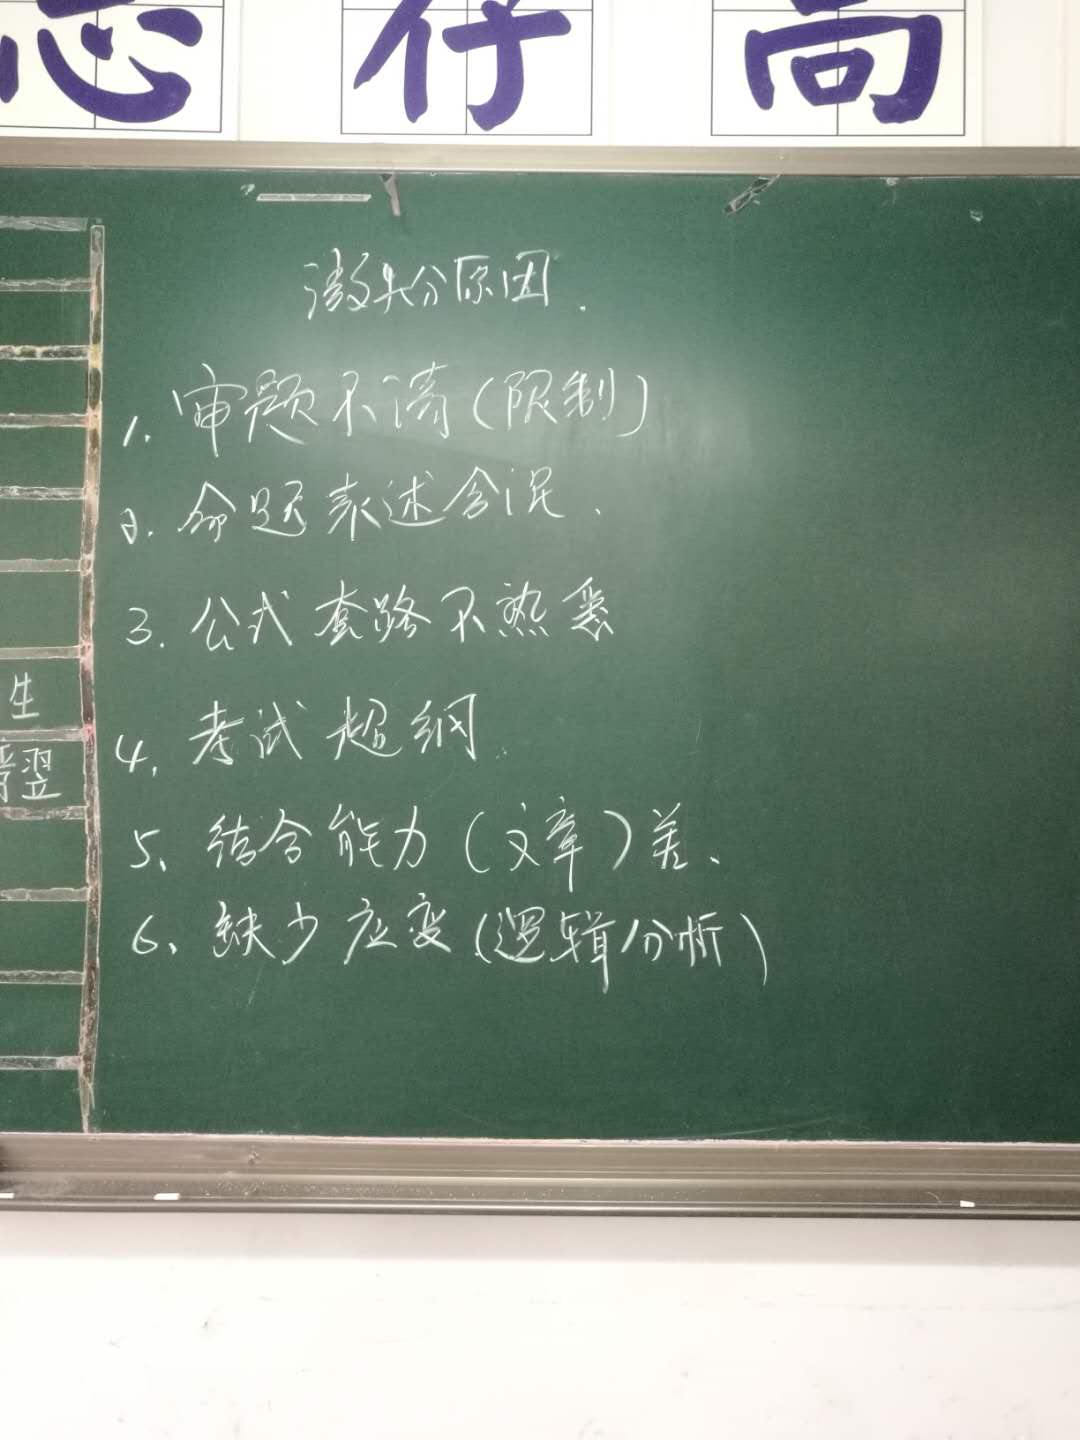 志存高
失分原因.
1. 审题不清(限制)
2. 命题表述含混.
3. 公式套路不熟悉
4. 考试超纲.
5、结合能力(文章)差、
6、缺少应变(逻辑分析)
生
翌